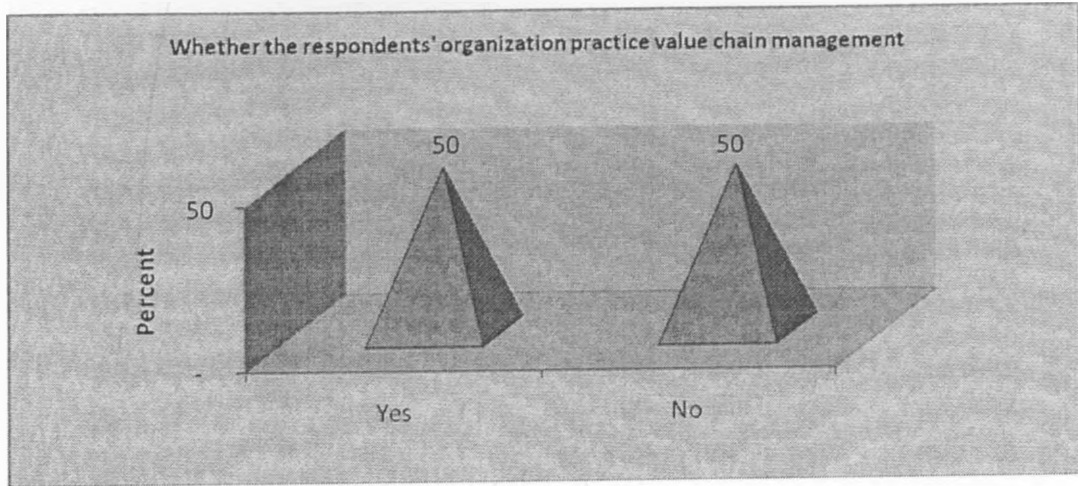 Whether the respondents' organization practice value chain management
50
50
50
Percent
-
Yes
No